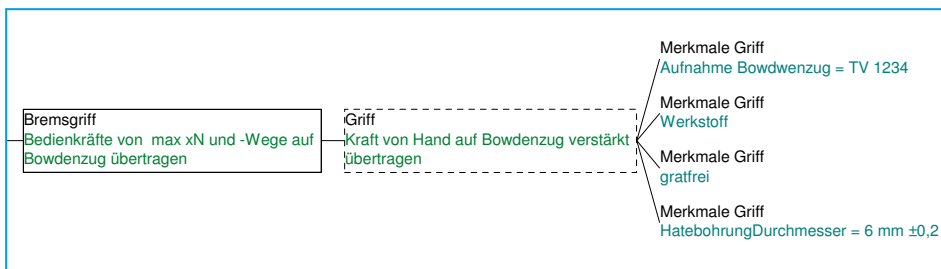 Merkmale Griff
Aufnahme Bowdwenzug = TV 1234
Bremsgriff
Bedienkräfte von max xN und -Wege auf
Bowdenzug übertragen
Griff
Kraft von Hand auf Bowdenzug verstärkt
übertragen
Merkmale Griff
Werkstoff
Merkmale Griff
gratfrei
Merkmale Griff
HatebohrungDurchmesser = 6 mm ±0,2